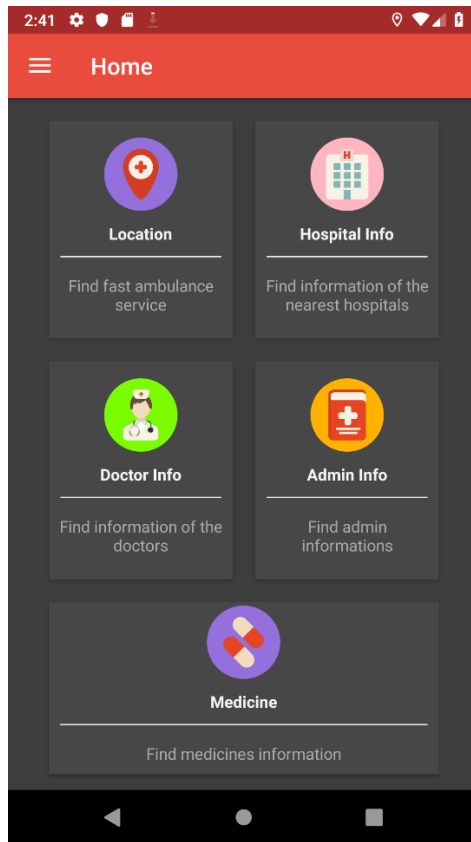 2:41
Home
H
Location
Hospital Info
Find fast ambulance
service
Find information of the
nearest hospitals
Doctor Info
Admin Info
Find information of the
doctors
Find admin
informations
Medicine
Find medicines information